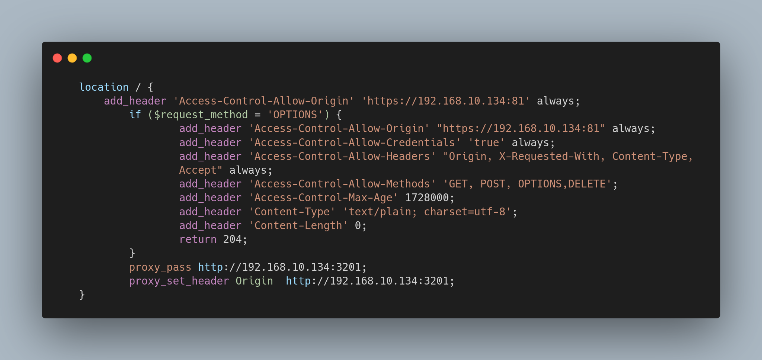 location / {
    add_header 'Access-Control-Allow-Origin' 'https://192.168.10.134:81' always;
        if ($request_method = 'OPTIONS') {
                add_header 'Access-Control-Allow-Origin' "https://192.168.10.134:81" always;
                add_header 'Access-Control-Allow-Credentials' 'true' always;
                add_header 'Access-Control-Allow-Headers' "Origin, X-Requested-With, Content-Type,
                Accept" always;
                add_header 'Access-Control-Allow-Methods' 'GET, POST, OPTIONS,DELETE';
                add_header 'Access-Control-Max-Age' 1728000;
                add_header 'Content-Type' 'text/plain; charset=utf-8';
                add_header 'Content-Length' 0;
                return 204;
        }
        proxy_pass http://192.168.10.134:3201;
        proxy_set_header Origin  http://192.168.10.134:3201;
}